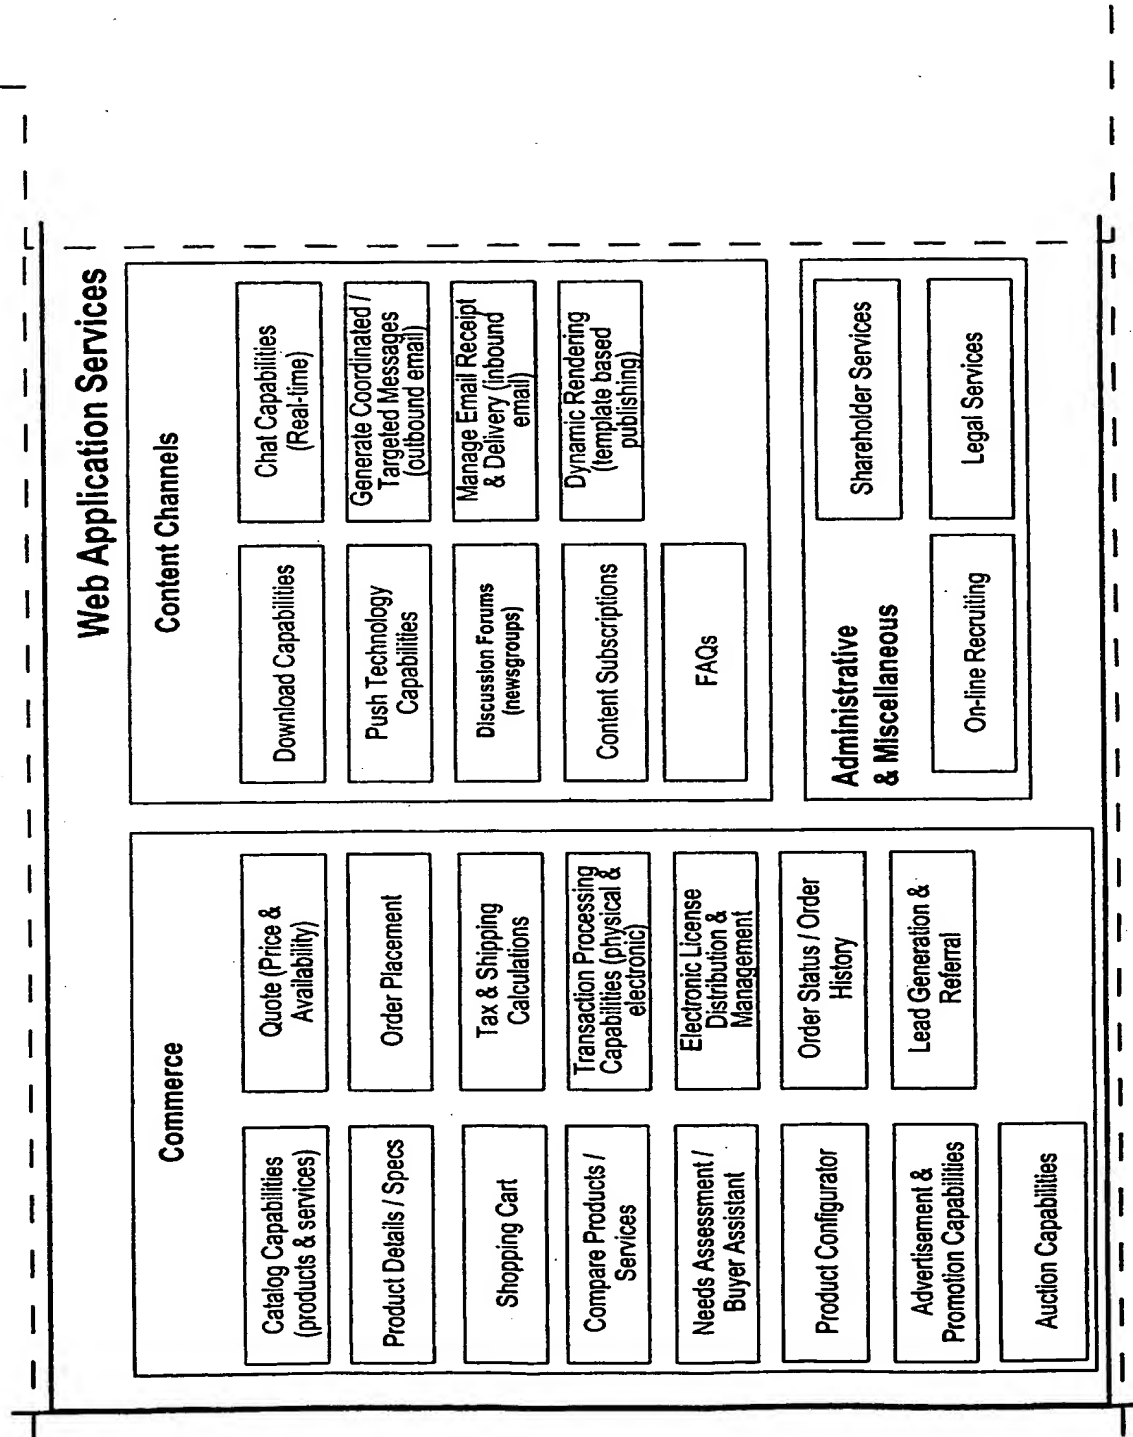 Web Application Services
Commerce
Catalog Capabilities
(products & services)
Product Details / Specs
Shopping Cart
Compare Products /
Services
Needs Assessment /
Buyer Assistant
Product Configurator
Advertisement &
Promotion Capabilities
Auction Capabilities
Quote (Price &
Availability)
Order Placement
Tax & Shipping
Calculations
Transaction Processing
Capabilities (physical &
electronic)
Electronic License
Distribution &
Management
Order Status / Order
History
Lead Generation &
Referral
Content Channels
Download Capabilities
Push Technology
Capabilities
Discussion Forums
(newsgroups)
Content Subscriptions
FAQs
Chat Capabilities
(Real-time)
Generate Coordinated /
Targeted Messages
(outbound email)
Manage Email Receipt
& Delivery (inbound
email)
Dynamic Rendering
(template based
publishing)
Administrative
& Miscellaneous
On-line Recruiting
Shareholder Services
Legal Services